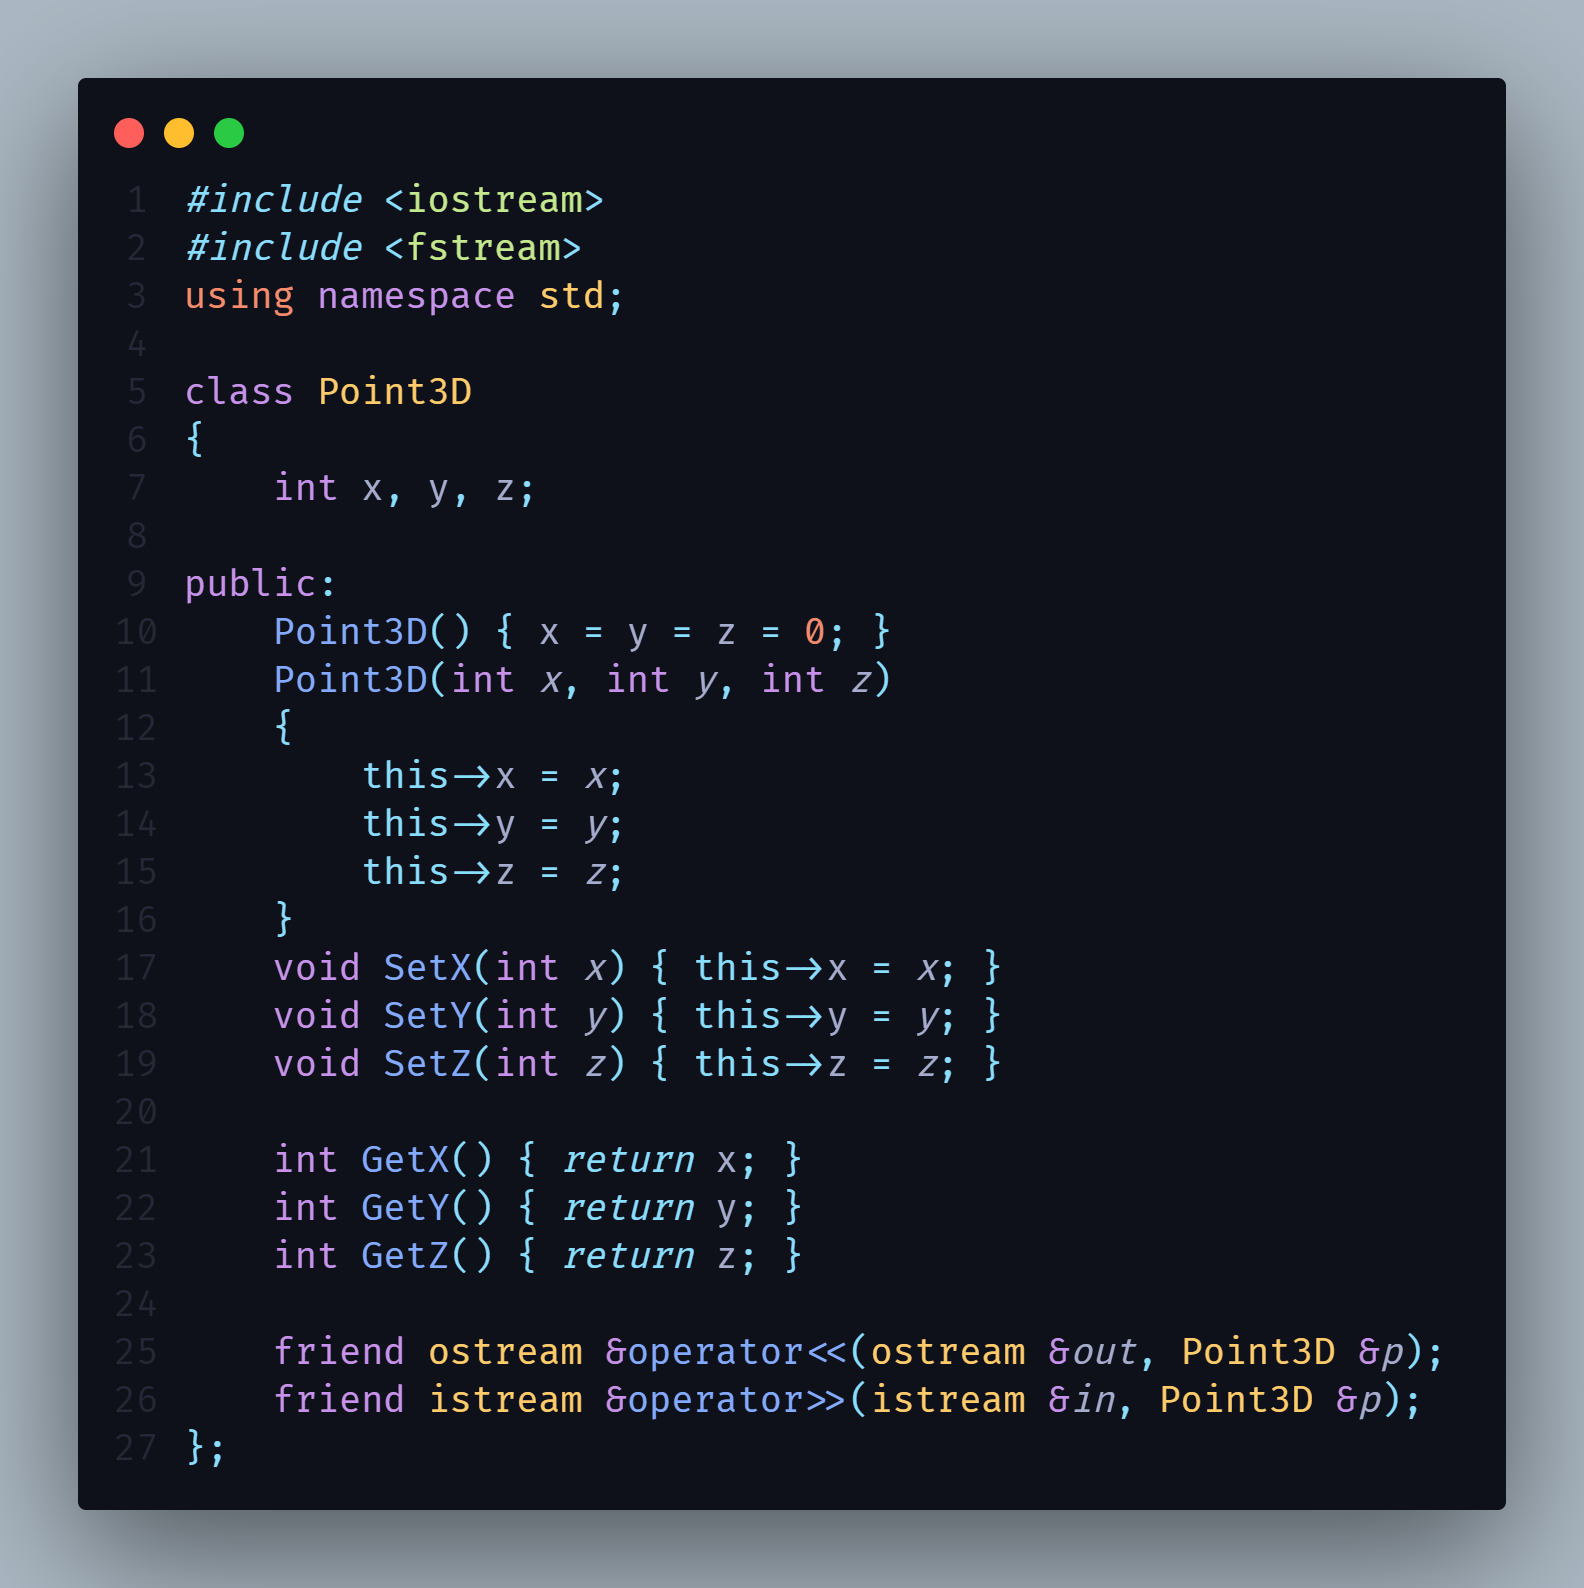 1 #include <iostream>
2 #include <fstream>
3 using namespace std;
4
5 class Point3D
6 {
7     int x, y, z;
8
9 public:
10     Point3D() { x = y = z = 0; }
11     Point3D(int x, int y, int z)
12     {
13         this->x = x;
14         this->y = y;
15         this->z = z;
16     }
17     void SetX(int x) { this->x = x; }
18     void SetY(int y) { this->y = y; }
19     void SetZ(int z) { this->z = z; }
20
21     int GetX() { return x; }
22     int GetY() { return y; }
23     int GetZ() { return z; }
24
25     friend ostream &operator<<(ostream &out, Point3D &p);
26     friend istream &operator>>(istream &in, Point3D &p);
27 };